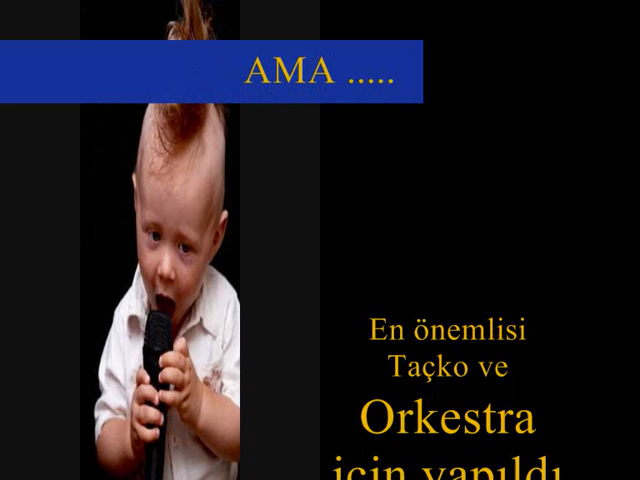 AMA .....
En önemlisi
Taçko ve
Orkestra
için yapıldı